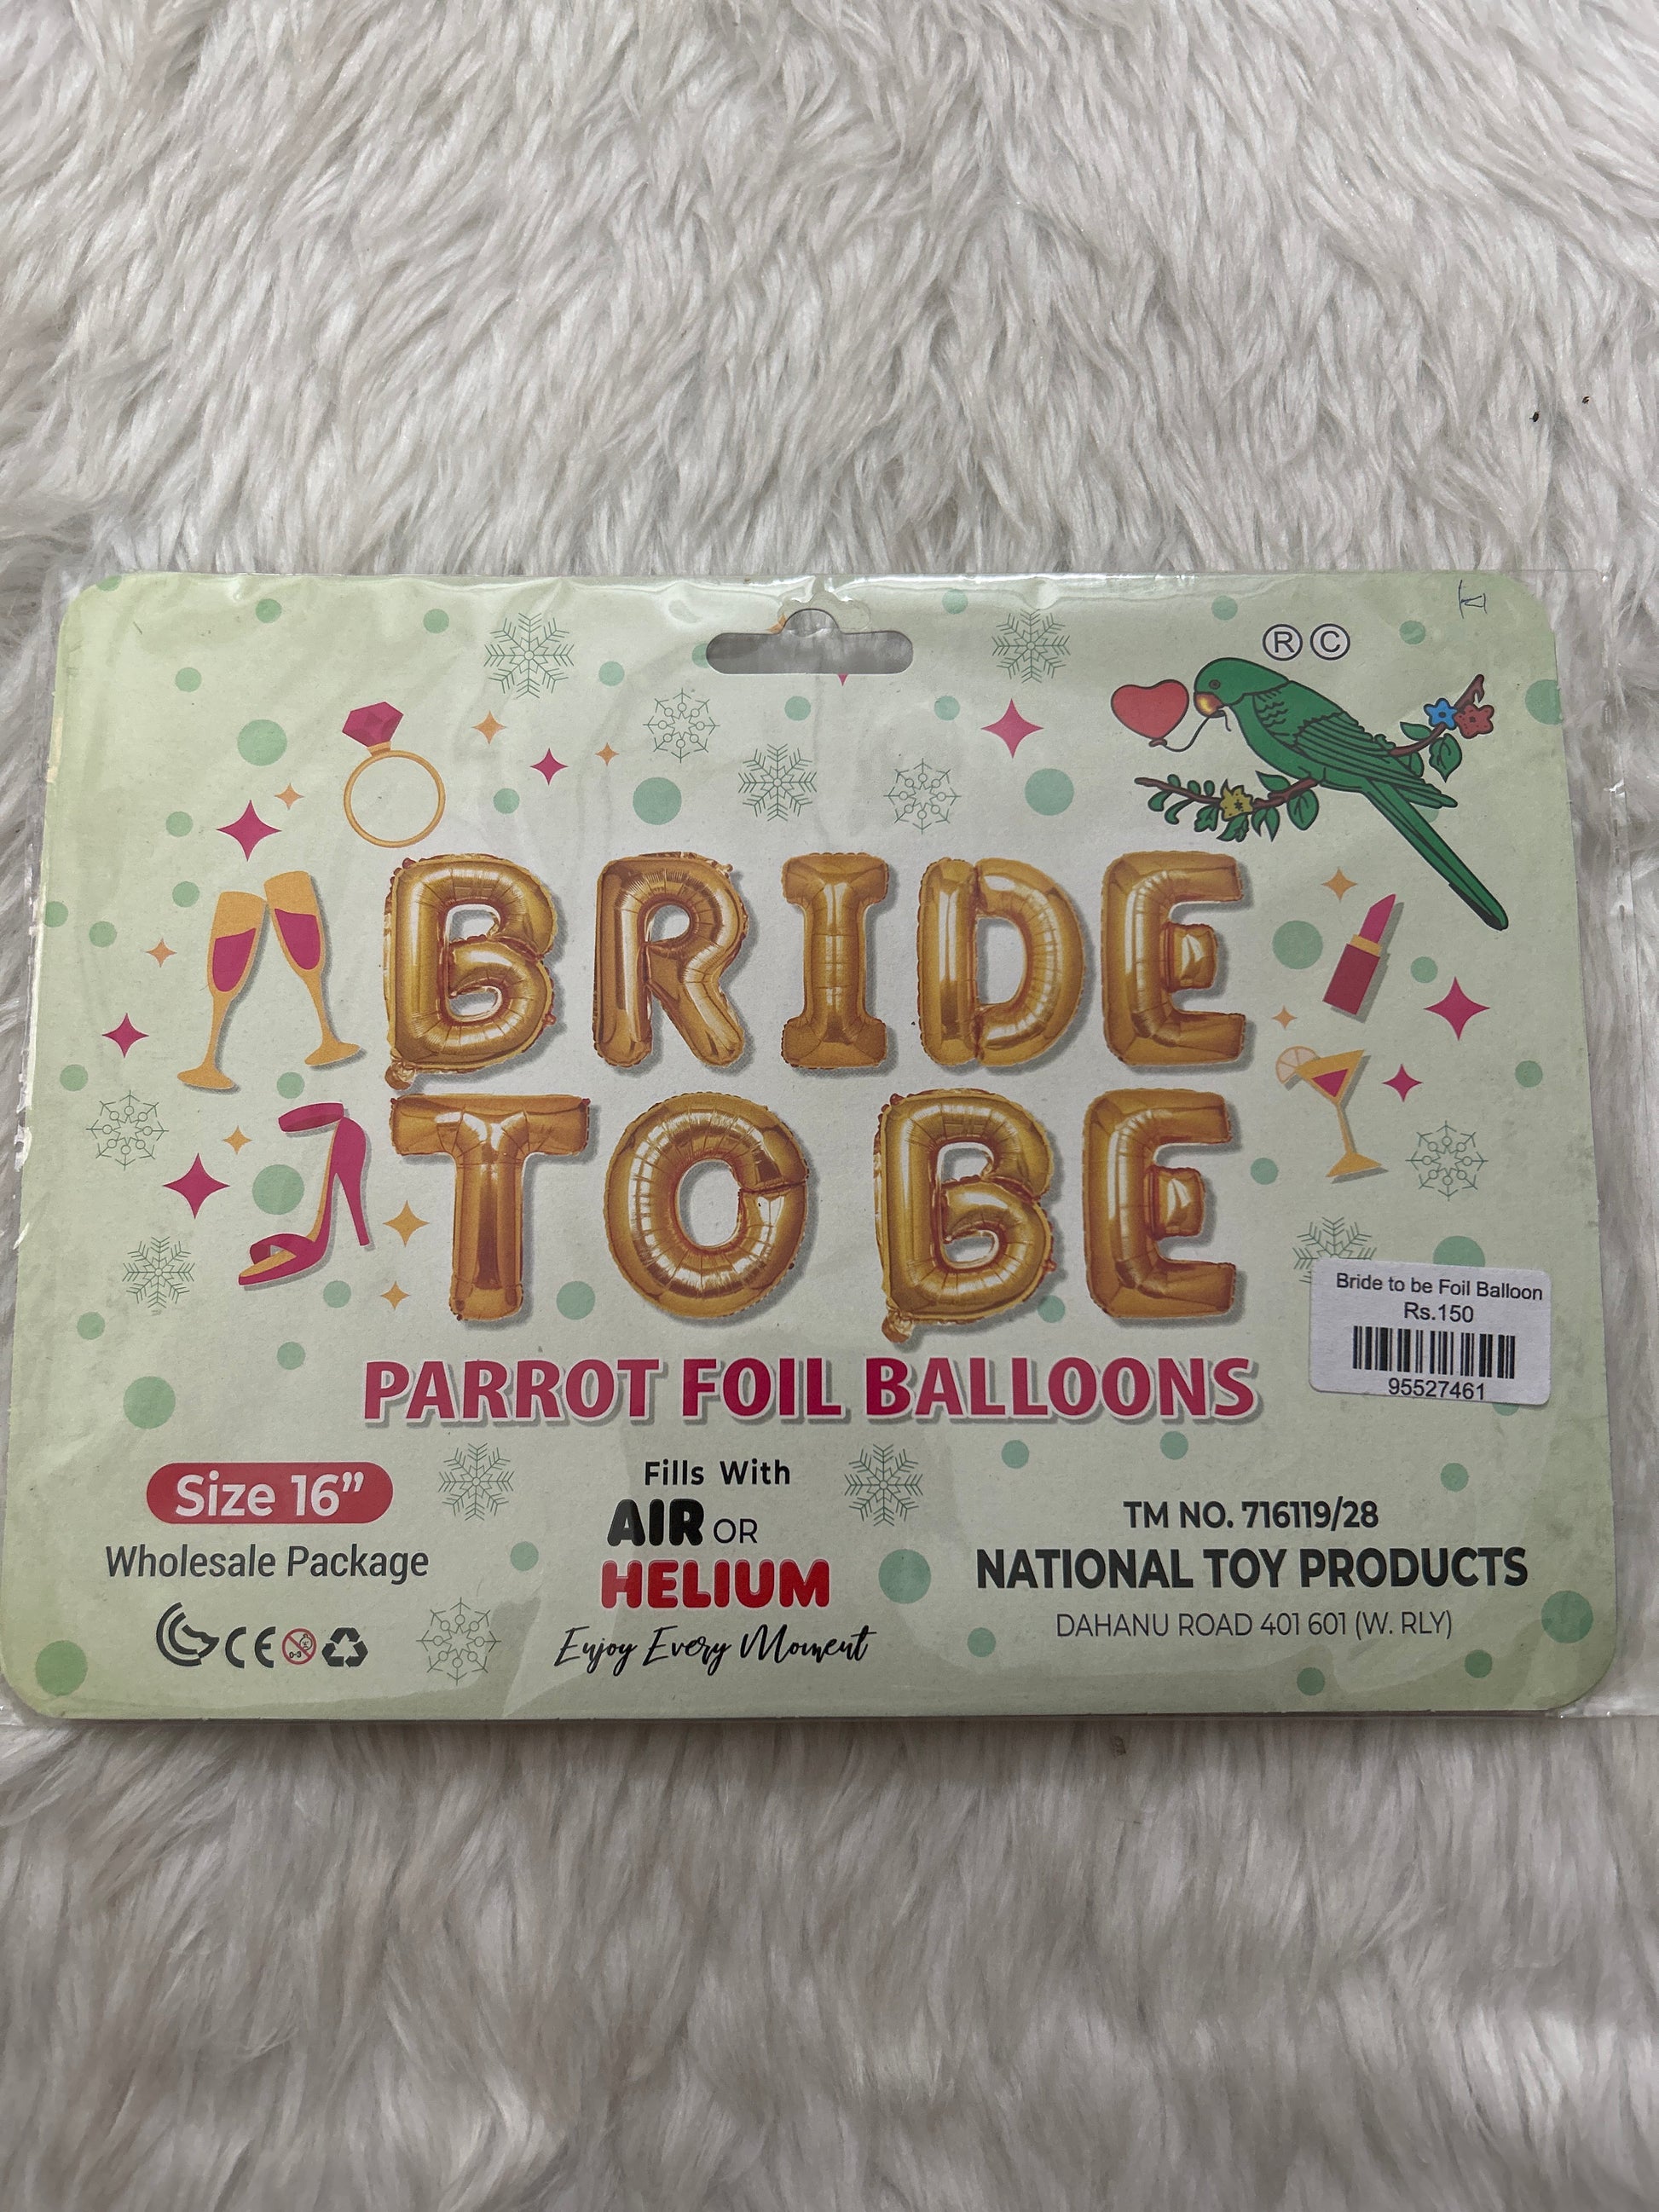 ® ©
BRIDE
TO BE
Bride to be Foil Balloon
Rs.150
95527461
PARROT FOIL BALLOONS
Size 16”
Wholesale Package
CE
Fills With
AIR OR
HELIUM
Enjoy Every Moment
TM NO. 716119/28
NATIONAL TOY PRODUCTS
DAHANU ROAD 401 601 (W. RLY)